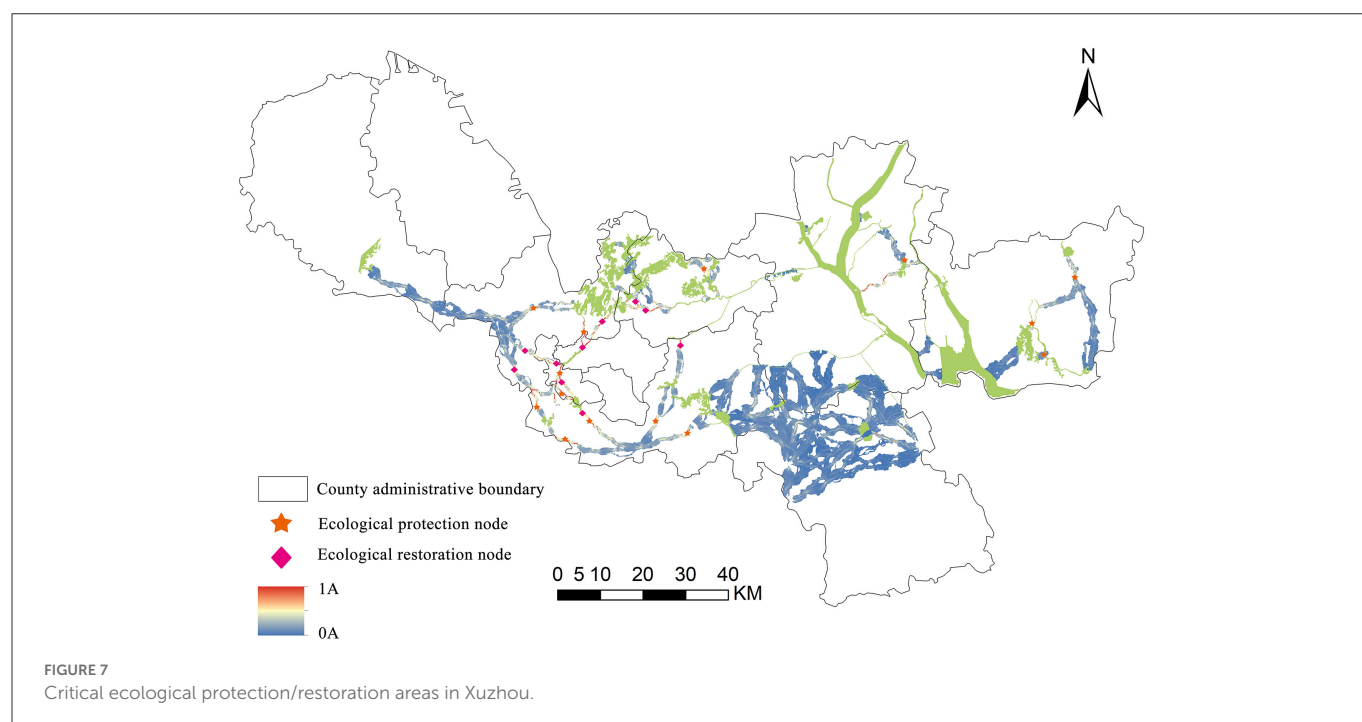 N
County administrative boundary
Ecological protection node
Ecological restoration node
1A
0A
0 5 10 20 30 40
KM
FIGURE 7
Critical ecological protection/restoration areas in Xuzhou.